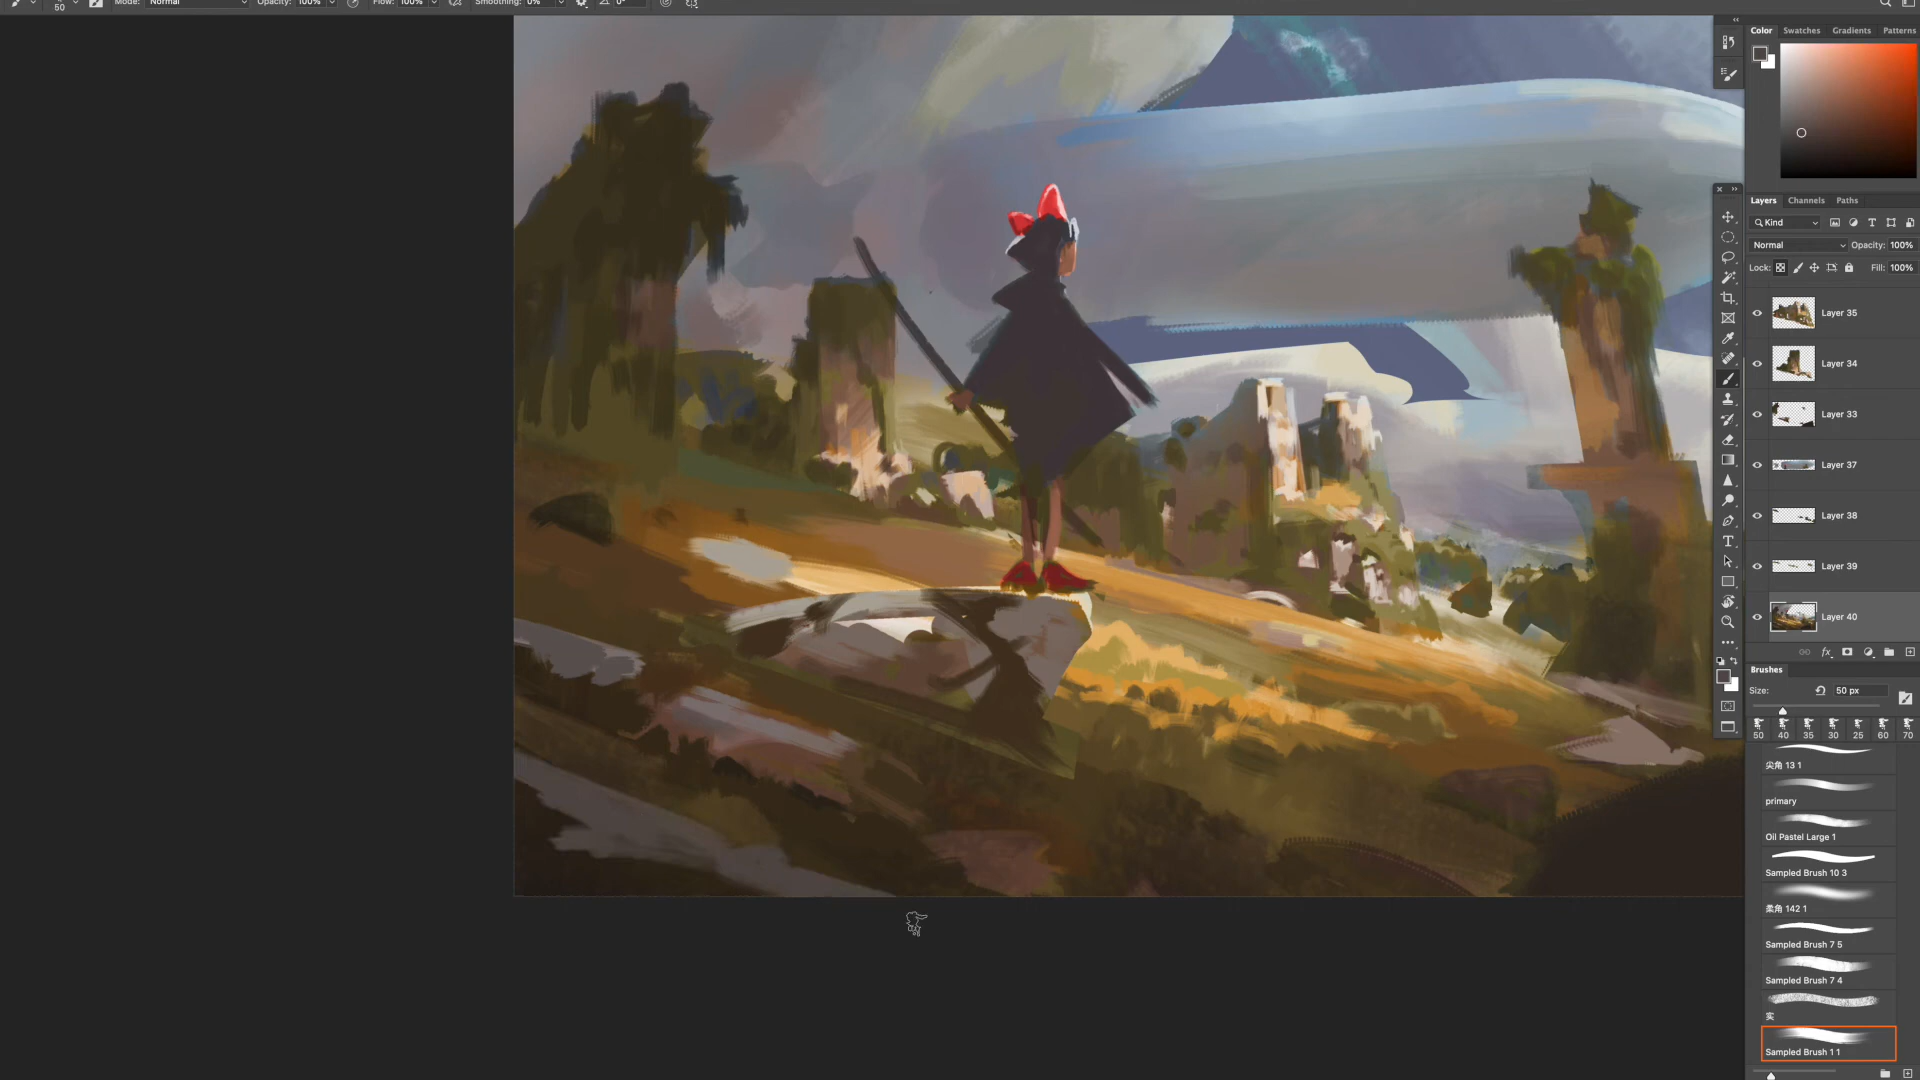 50
Mode:
Normal
Opacity:
100%
Flow:
100%
Smoothing:
0%
0°
Color
Swatches
Gradients
Patterns
Layers
Channels
Paths
Kind
Normal
Opacity:
100%
Lock:
Fill:
100%
Layer 35
Layer 34
Layer 33
Layer 37
Layer 38
Layer 39
Layer 40
fx
Brushes
Size:
50 px
50 40 35 30 25 60 70
尖角 13 1
primary
Oil Pastel Large 1
Sampled Brush 10 3
柔角 142 1
Sampled Brush 7 5
Sampled Brush 7 4
实
Sampled Brush 1 1